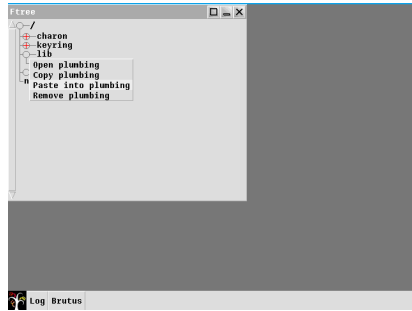 Ftree
/
charon
keyring
lib
Open plumbing
Copy plumbing
n Paste into plumbing
Remove plumbing
Log Brutus